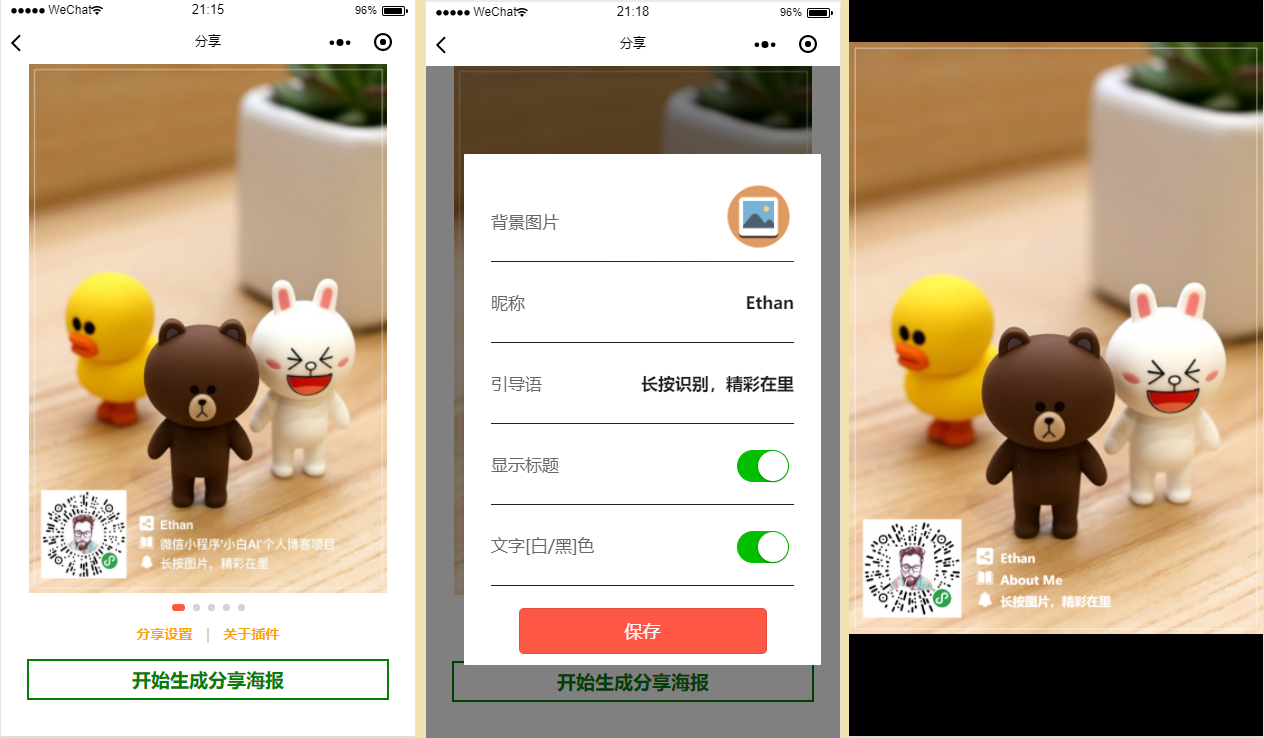 WeChat
21:15
96%
分享
Ethan
微信小程序'小白AI'个人博客项目
长按图片，精彩在里
分享设置 | 关于插件
开始生成分享海报
WeChat
21:18
96%
分享
背景图片
昵称 Ethan
引导语 长按识别，精彩在里
显示标题
文字[白/黑]色
保存
开始生成分享海报
Ethan
About Me
长按图片，精彩在里